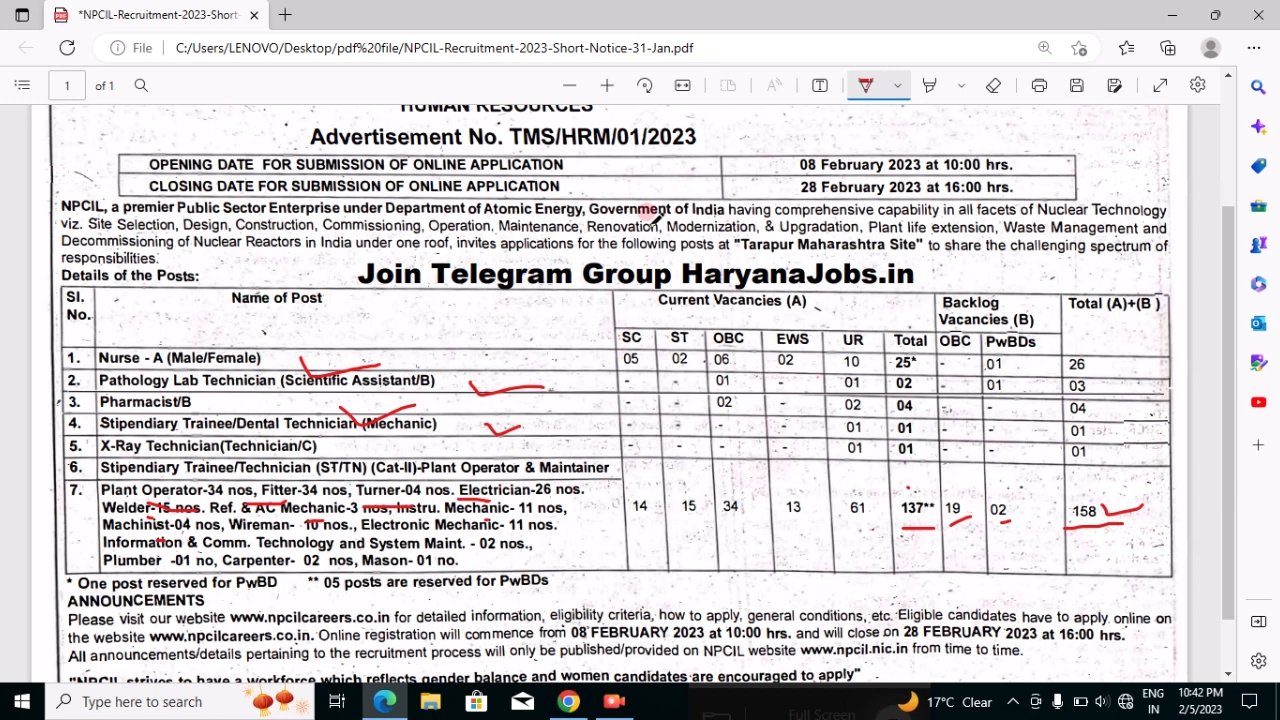 *NPCIL-Recruitment-2023-Short-
File
C:/Users/LENOVO/Desktop/pdf%20file/NPCIL-Recruitment-2023-Short-Notice-31-Jan.pdf
1 of 1
HUMAN RESOURCES
Advertisement No. TMS/HRM/01/2023
OPENING DATE FOR SUBMISSION OF ONLINE APPLICATION 08 February 2023 at 10:00 hrs.
CLOSING DATE FOR SUBMISSION OF ONLINE APPLICATION 28 February 2023 at 16:00 hrs.
NPCIL, a premier Public Sector Enterprise under Department of Atomic Energy, Government of India having comprehensive capability in all facets of Nuclear Technology
viz. Site Selection, Design, Construction, Commissioning, Operation, Maintenance, Renovation, Modernization, & Upgradation, Plant life extension, Waste Management and
Decommissioning of Nuclear Reactors in India under one roof, invites applications for the following posts at "Tarapur Maharashtra Site" to share the challenging spectrum of
responsibilities.
Details of the Posts:
Join Telegram Group HaryanaJobs.in
Sl. No. Name of Post Current Vacancies (A) Backlog Vacancies (B) Total (A)+(B )
SC ST OBC EWS UR Total OBC PwBDs
1. Nurse - A (Male/Female) 05 02 06 02 10 25* - 01 26
2. Pathology Lab Technician (Scientific Assistant/B) - - 01 - 01 02 - 01 03
3. Pharmacist/B - - 02 - 02 04 - - 04
4. Stipendiary Trainee/Dental Technician (Mechanic) - - - - 01 01 - - 01
5. X-Ray Technician(Technician/C) - - - - 01 01 - - 01
6. Stipendiary Trainee/Technician (ST/TN) (Cat-II)-Plant Operator & Maintainer
7. Plant Operator-34 nos, Fitter-34 nos, Turner-04 nos. Electrician-26 nos.
Welder-15 nos. Ref. & AC Mechanic-3 nos, Instru. Mechanic- 11 nos, 14 15 34 13 61 137** 19 02 158
Machinist-04 nos, Wireman- 10 nos., Electronic Mechanic- 11 nos.
Information & Comm. Technology and System Maint. - 02 nos.,
Plumber -01 no, Carpenter- 02 nos, Mason- 01 no.
* One post reserved for PwBD ** 05 posts are reserved for PwBDs
ANNOUNCEMENTS
Please visit our website www.npcilcareers.co.in for detailed information, eligibility criteria, how to apply, general conditions, etc. Eligible candidates have to apply online on
the website www.npcilcareers.co.in. Online registration will commence from 08 FEBRUARY 2023 at 10:00 hrs. and will close on 28 FEBRUARY 2023 at 16:00 hrs.
All announcements/details pertaining to the recruitment process will only be published/provided on NPCIL website www.npcil.nic.in from time to time.
"NPCIL strives to have a workforce which reflects gender balance and women candidates are encouraged to apply"
Full Screen
Type here to search
17°C Clear
ENG
IN
10:42 PM
2/5/2023